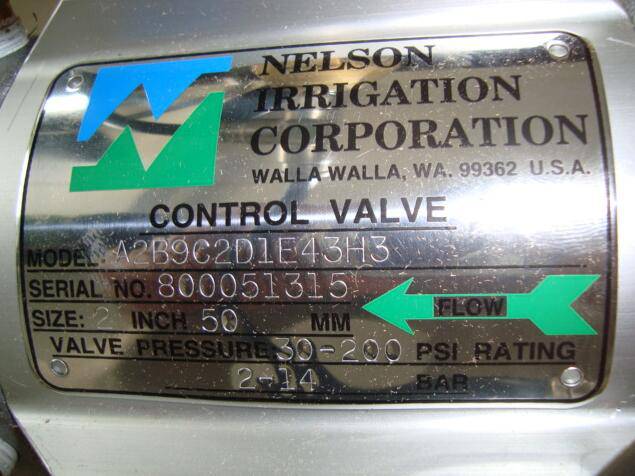 NELSON
IRRIGATION
CORPORATION
WALLA WALLA, WA. 99362 U.S.A.
CONTROL VALVE
MODEL: A2B9C2D1E43H3
SERIAL NO. 800051315
FLOW
SIZE: 2 INCH 50 MM
VALVE PRESSURE 30-200 PSI RATING
2-14 BAR